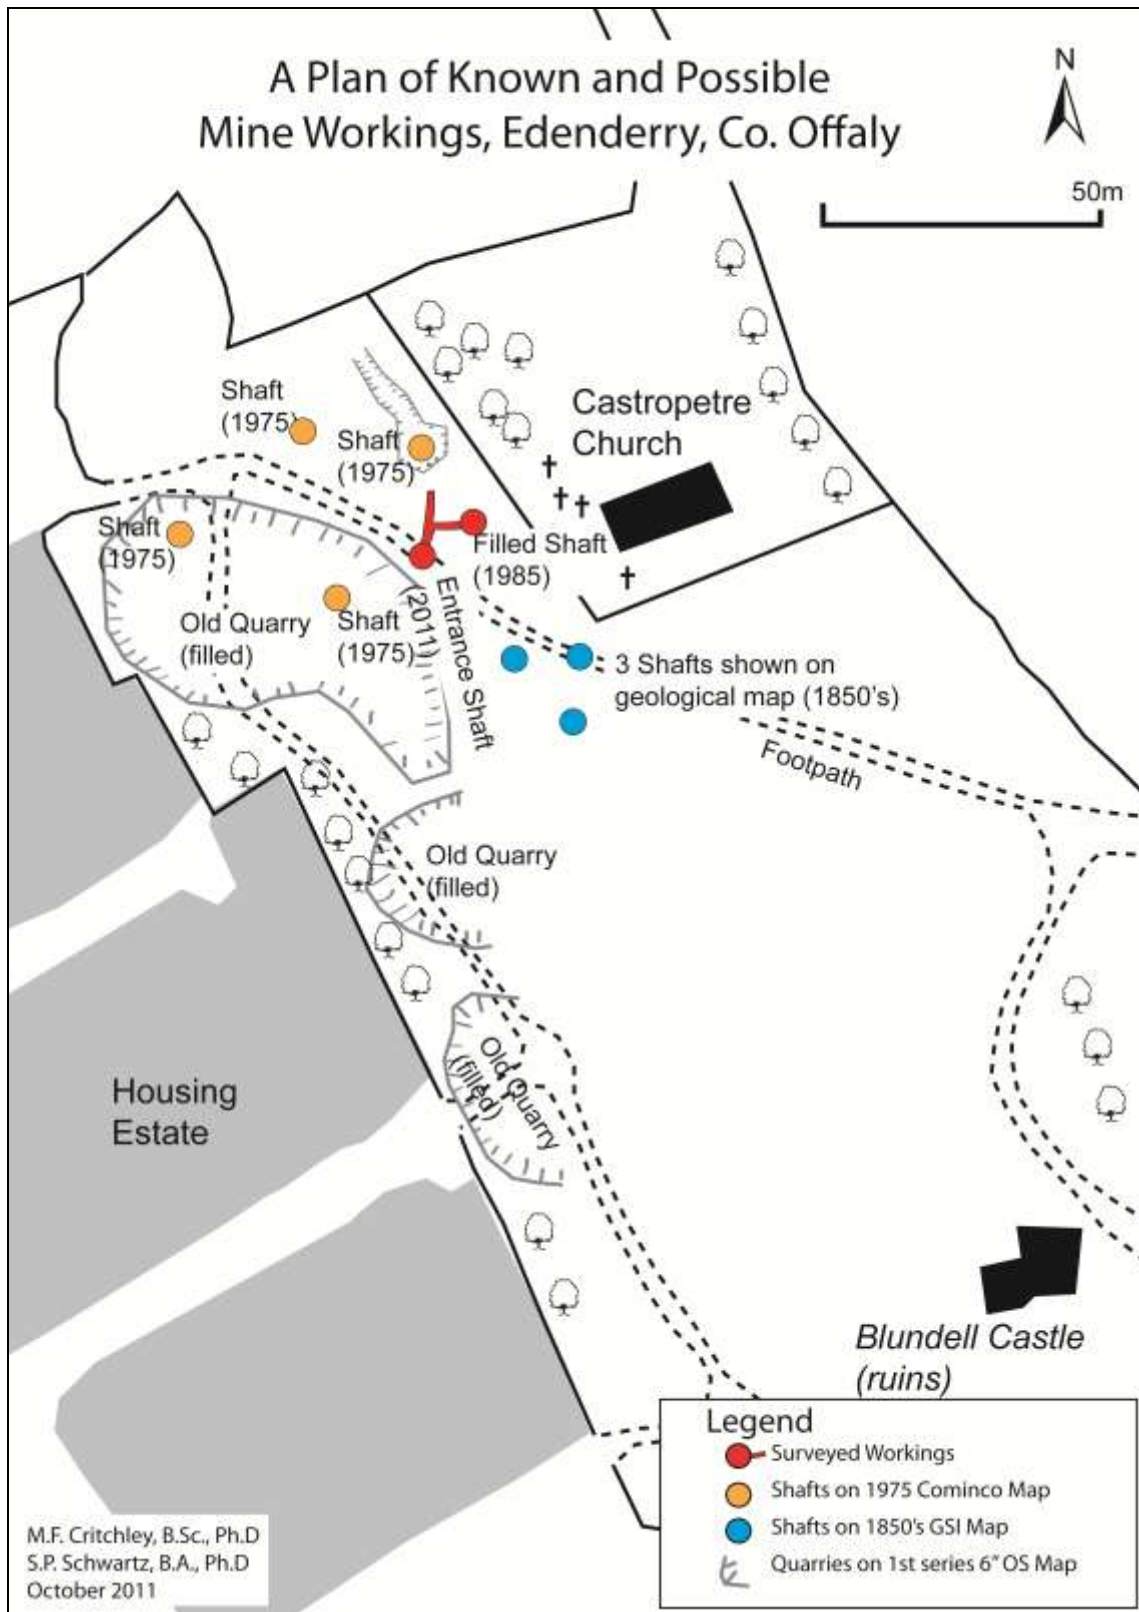 A Plan of Known and Possible
Mine Workings, Edenderry, Co. Offaly
N
50m
Shaft
(1975)
Shaft
(1975)
Castropetre
Church
Shaft
(1975)
Filled Shaft
(1985)
Entrance Shaft
(2011)
Old Quarry
(filled)
Shaft
(1975)
3 Shafts shown on
geological map (1850's)
Footpath
Old Quarry
(filled)
Old Quarry
(filled)
Housing
Estate
Blundell Castle
(ruins)
Legend
Surveyed Workings
Shafts on 1975 Cominco Map
Shafts on 1850's GSI Map
Quarries on 1st series 6" OS Map
M.F. Critchley, B.Sc., Ph.D
S.P. Schwartz, B.A., Ph.D
October 2011